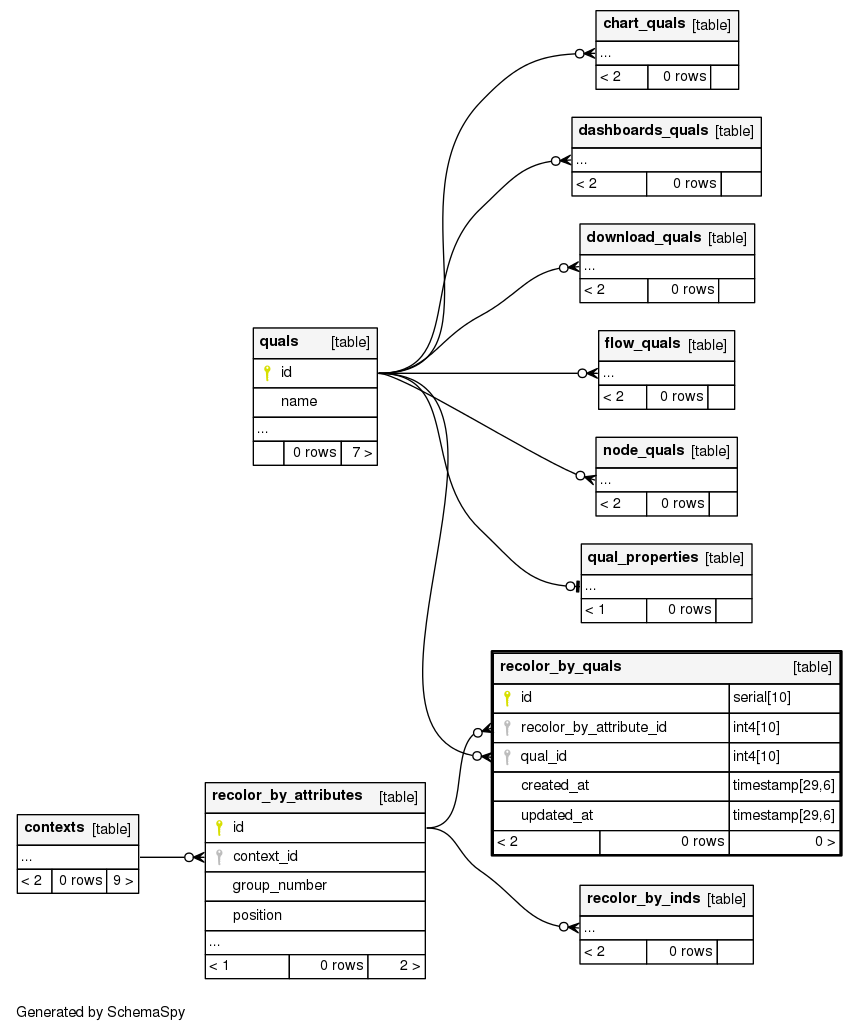 chart_quals [table]
...
< 2 0 rows
dashboards_quals [table]
...
< 2 0 rows
download_quals [table]
...
< 2 0 rows
quals [table]
id
name
...
0 rows 7 >
flow_quals [table]
...
< 2 0 rows
node_quals [table]
...
< 2 0 rows
qual_properties [table]
...
< 1 0 rows
recolor_by_quals [table]
id serial[10]
recolor_by_attribute_id int4[10]
qual_id int4[10]
created_at timestamp[29,6]
updated_at timestamp[29,6]
< 2 0 rows 0 >
contexts [table]
...
< 2 0 rows 9 >
recolor_by_attributes [table]
id
context_id
group_number
position
...
< 1 0 rows 2 >
recolor_by_inds [table]
...
< 2 0 rows
Generated by SchemaSpy